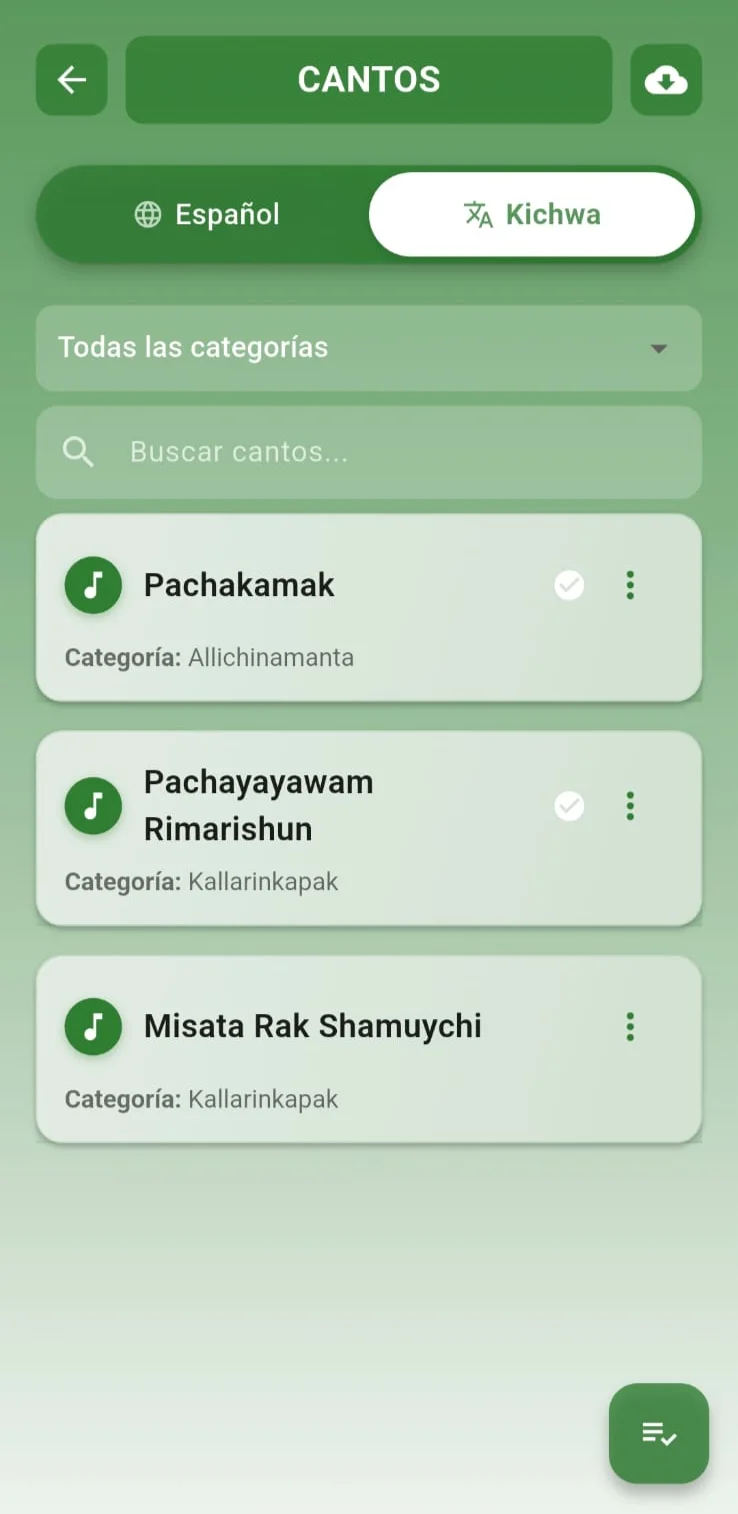 CANTOS
Español
Kichwa
Todas las categorías
Buscar cantos...
Pachakamak
Categoría: Allichinamanta
Pachayayawam
Rimarishun
Categoría: Kallarinkapak
Misata Rak Shamuychi
Categoría: Kallarinkapak